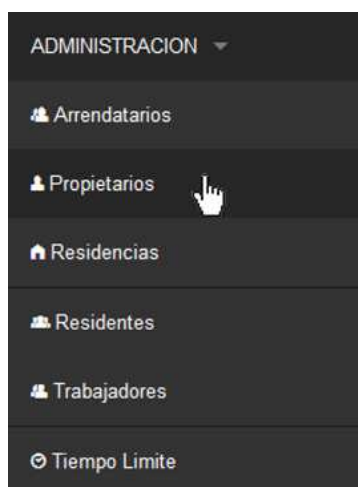 ADMINISTRACION
Arrendatarios
Propietarios
Residencias
Residentes
Trabajadores
Tiempo Limite